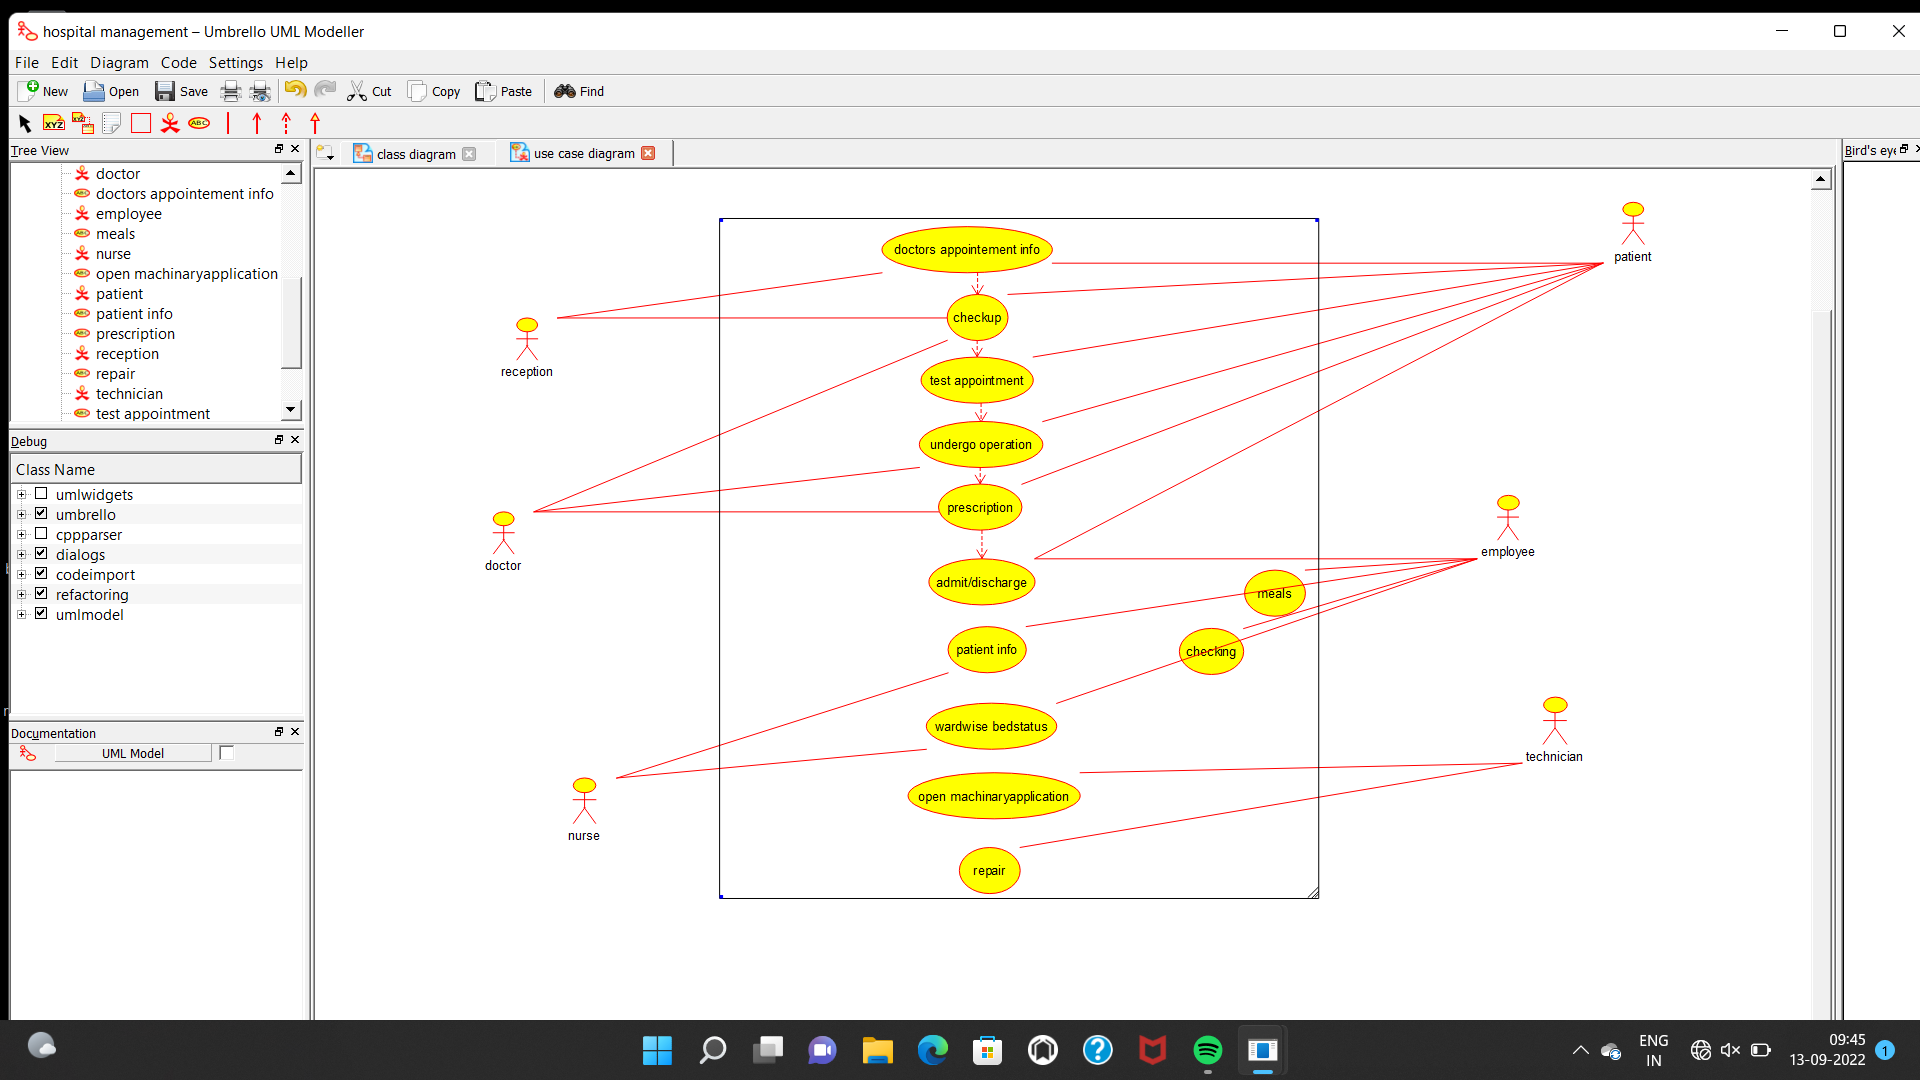 hospital management – Umbrello UML Modeller
File Edit Diagram Code Settings Help
New Open Save Cut Copy Paste Find
XYZ XYZ ABC
Tree View
class diagram
use case diagram
Bird's eye
doctor
doctors appointement info
employee
meals
nurse
open machinaryapplication
patient
patient info
prescription
reception
repair
technician
test appointment
Debug
Class Name
umlwidgets
umbrello
cppparser
dialogs
codeimport
refactoring
umlmodel
Documentation
UML Model
doctors appointement info
patient
checkup
reception
test appointment
undergo operation
prescription
employee
doctor
admit/discharge
meals
patient info
checking
wardwise bedstatus
technician
open machinaryapplication
nurse
repair
ENG
IN
09:45
13-09-2022
1